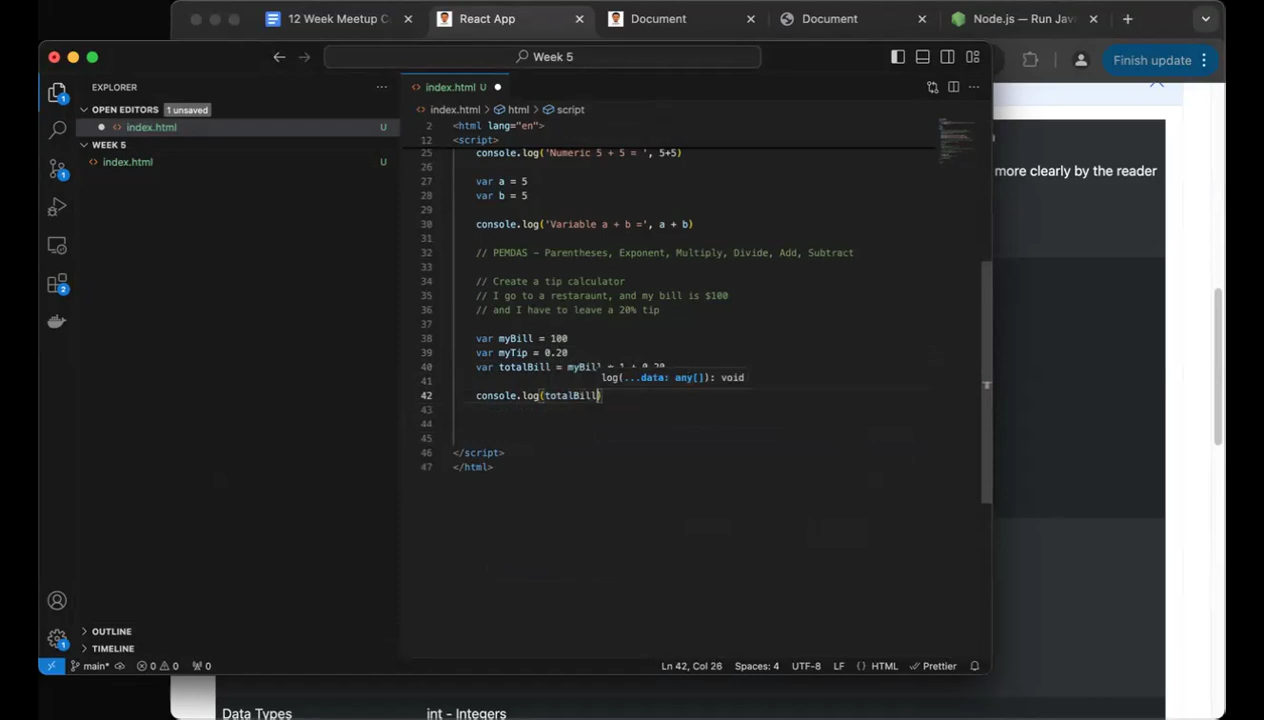 12 Week Meetup C
React App
Document
Document
Node.js — Run Jav
Week 5
Finish update
EXPLORER
index.html U
OPEN EDITORS 1 unsaved
index.html > html > script
index.html U
WEEK 5
index.html U
2 <html lang="en">
12 <script>
25 console.log('Numeric 5 + 5 = ', 5+5)
26
27 var a = 5
28 var b = 5
29
30 console.log('Variable a + b =', a + b)
31
32 // PEMDAS - Parentheses, Exponent, Multiply, Divide, Add, Subtract
33
34 // Create a tip calculator
35 // I go to a restaraunt, and my bill is $100
36 // and I have to leave a 20% tip
37
38 var myBill = 100
39 var myTip = 0.20
40 var totalBill = myBill * 1 + 0.20
log(...data: any[]): void
41
42 console.log(totalBill)
43
44
45
46 </script>
47 </html>
more clearly by the reader
OUTLINE
TIMELINE
main* 0 0 0
Ln 42, Col 26 Spaces: 4 UTF-8 LF {} HTML Prettier
Data Types int - Integers